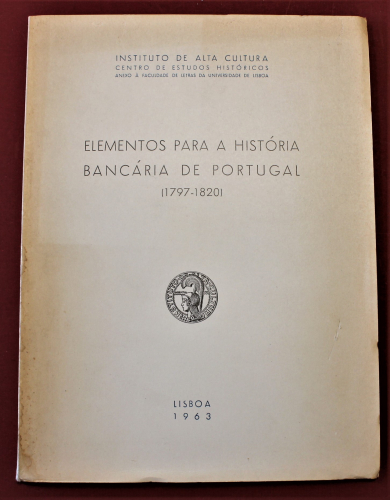 INSTITUTO DE ALTA CULTURA
CENTRO DE ESTUDOS HISTÓRICOS
ANEXO À FACULDADE DE LETRAS DA UNIVERSIDADE DE LISBOA
ELEMENTOS PARA A HISTÓRIA
BANCÁRIA DE PORTUGAL
(1797-1820)
LISBOA
1963